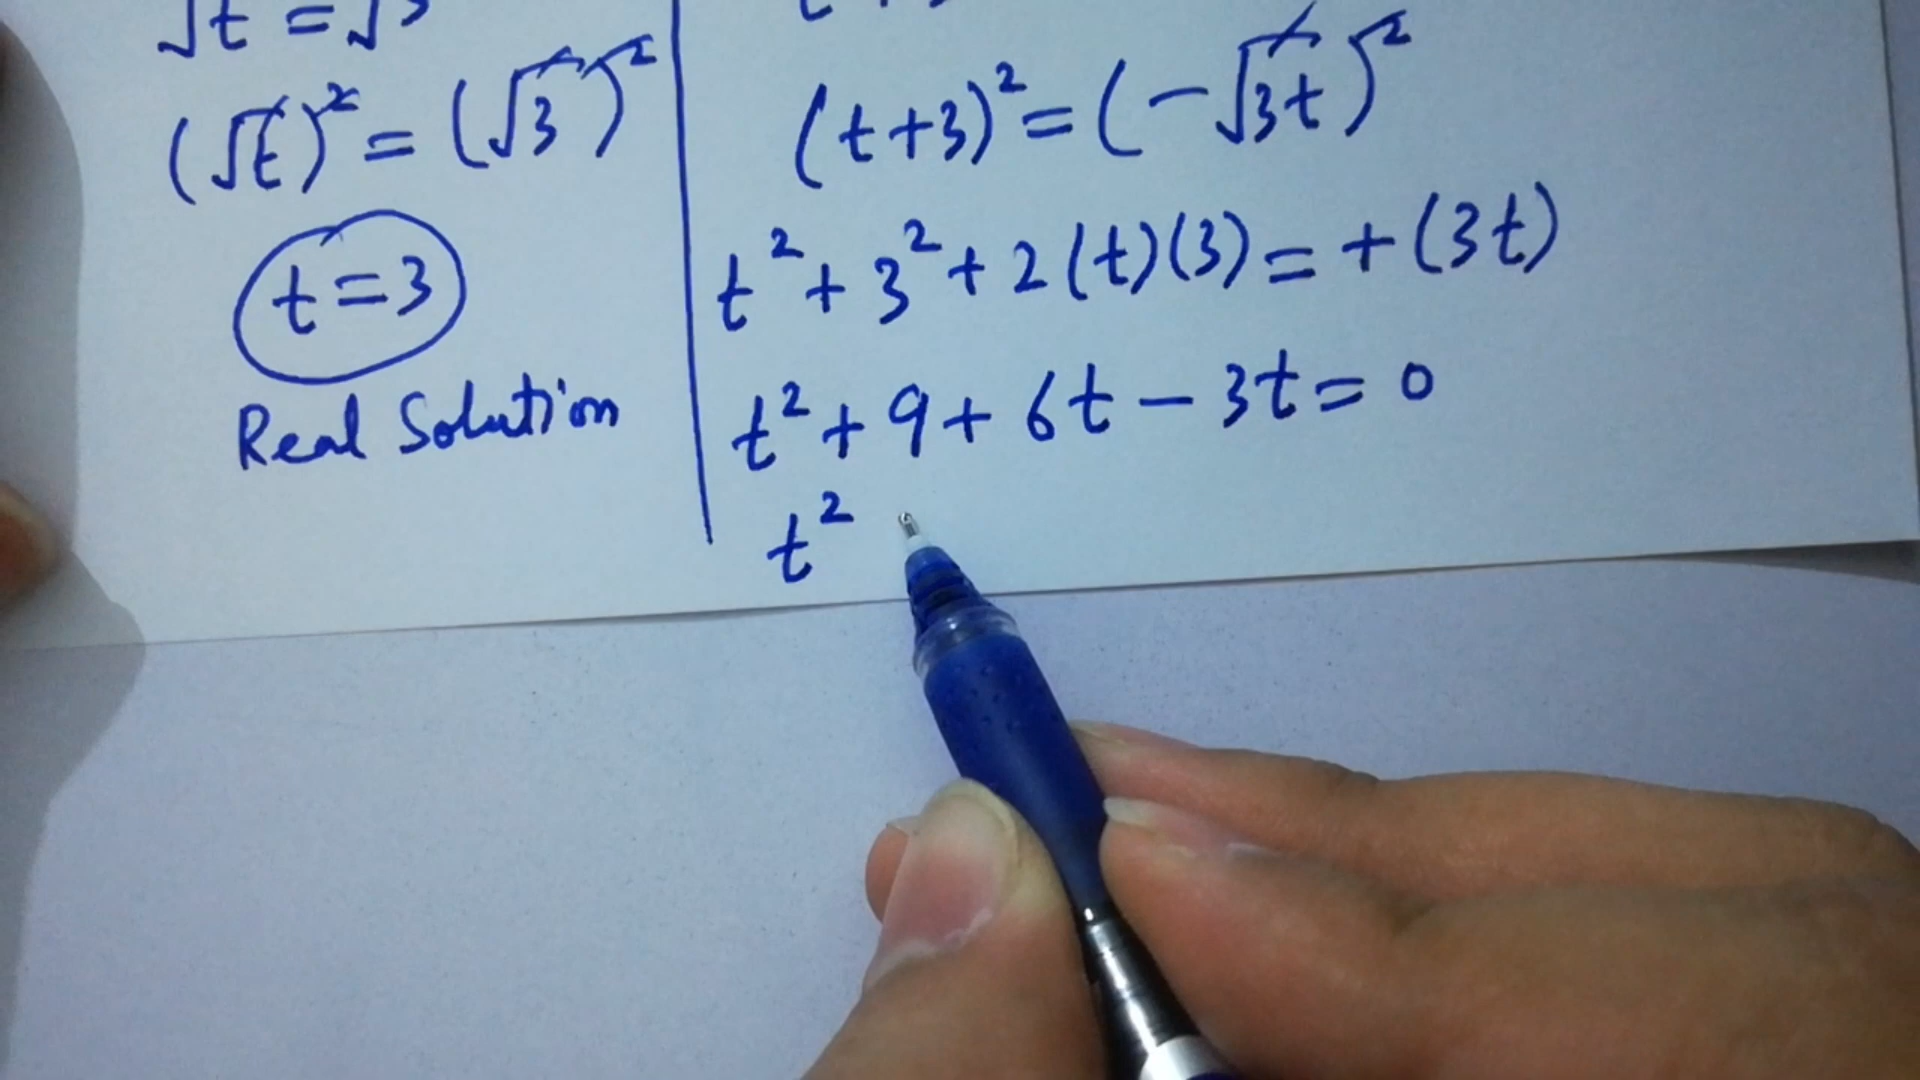 √t = √3
(√t)² = (√3)²
t = 3
Real Solution
(t+3)² = (-√3t)²
t² + 3² + 2(t)(3) = +(3t)
t² + 9 + 6t - 3t = 0
t²